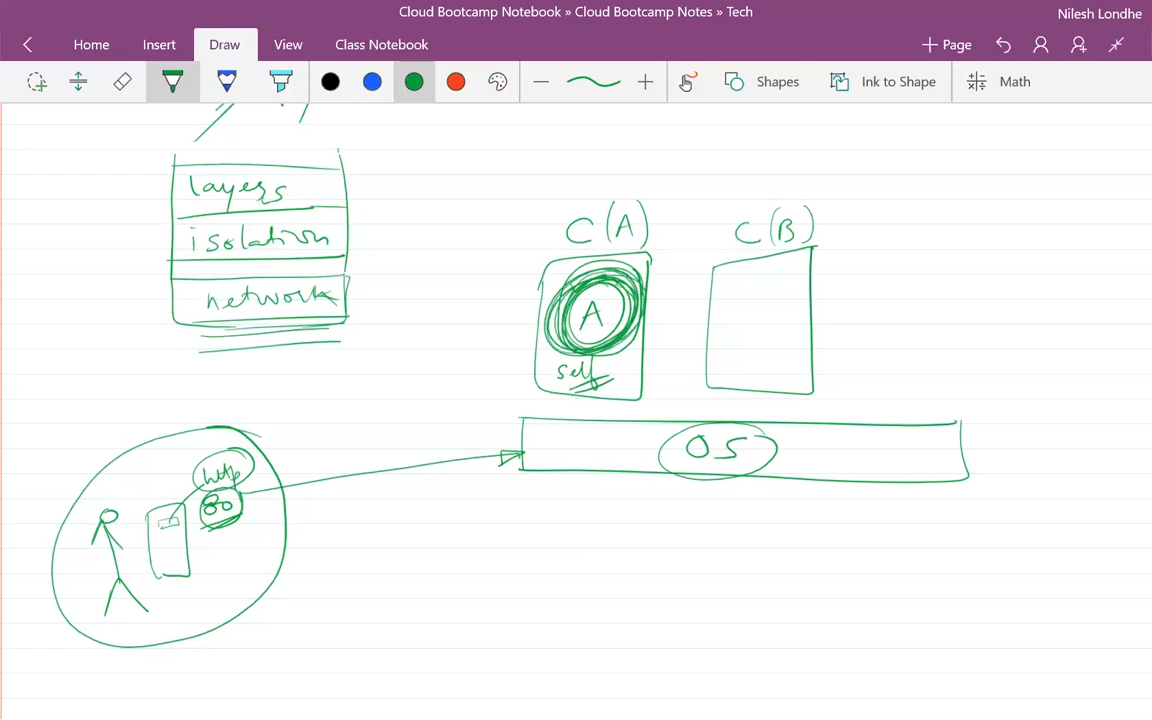 Cloud Bootcamp Notebook » Cloud Bootcamp Notes » Tech
Nilesh Londhe
Home Insert Draw View Class Notebook
Page
Shapes Ink to Shape Math
layers
isolation
network
C(A) C(B)
A
self
OS
http
80